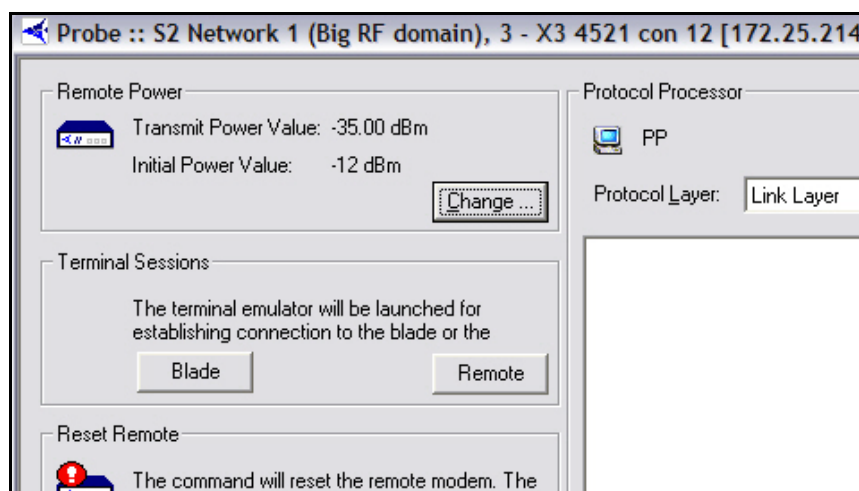 Probe :: S2 Network 1 (Big RF domain), 3 - X3 4521 con 12 [172.25.214
Remote Power
Transmit Power Value: -35.00 dBm
Initial Power Value: -12 dBm
Change ...
Terminal Sessions
The terminal emulator will be launched for
establishing connection to the blade or the
Blade
Remote
Reset Remote
The command will reset the remote modem. The
Protocol Processor
PP
Protocol Layer: Link Layer